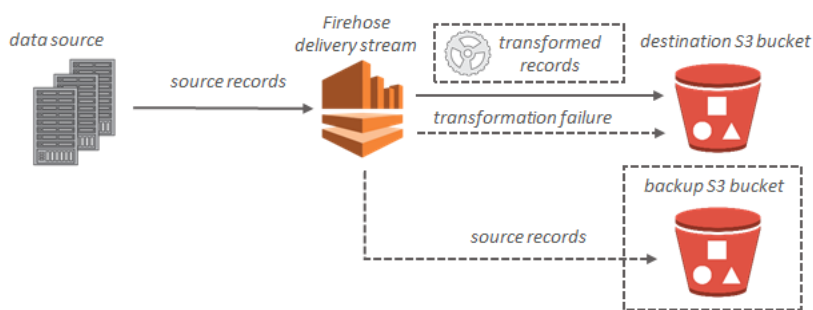 data source
source records
Firehose
delivery stream
transformed
records
destination S3 bucket
transformation failure
backup S3 bucket
source records